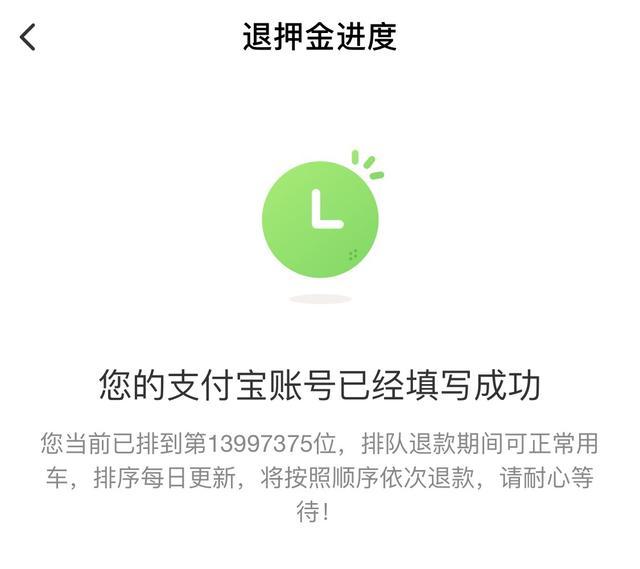 退押金进度
您的支付宝账号已经填写成功
您当前已排到第13997375位，排队退款期间可正常用
车，排序每日更新，将按照顺序依次退款，请耐心等
待！